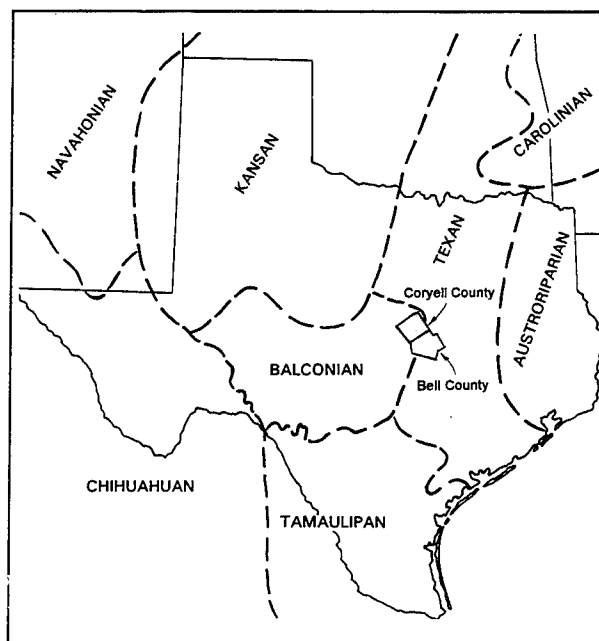 NAVAHONIAN
KANSAN
CAROLINIAN
TEXAN
AUSTRORIPARIAN
Coryell County
BALCONIAN
Bell County
CHIHUAHUAN
TAMAULIPAN